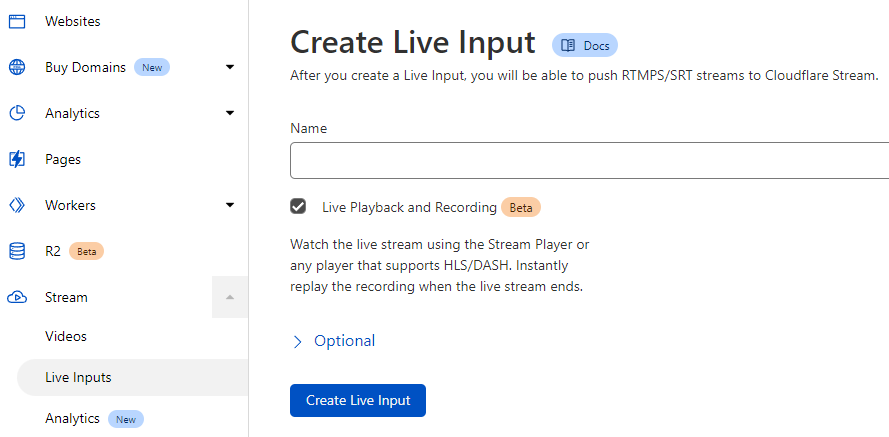 Websites
Buy Domains New
Analytics
Pages
Workers
R2 Beta
Stream
Videos
Live Inputs
Analytics New
Create Live Input Docs
After you create a Live Input, you will be able to push RTMPS/SRT streams to Cloudflare Stream.
Name
Live Playback and Recording Beta
Watch the live stream using the Stream Player or
any player that supports HLS/DASH. Instantly
replay the recording when the live stream ends.
Optional
Create Live Input